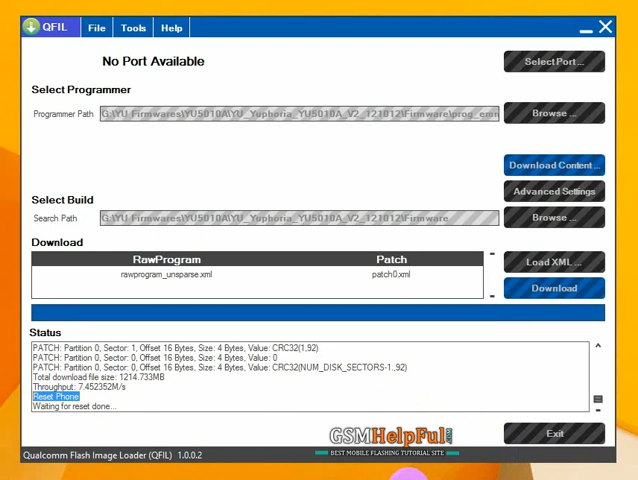 QFIL File Tools Help
No Port Available Select Port ...
Select Programmer
Programmer Path G:\YU Firmwares\YU5010A\YU_Yuphoria_YU5010A_V2_121012\Firmware\prog_emm Browse ...
Download Content...
Advanced Settings
Select Build
Search Path G:\YU Firmwares\YU5010A\YU_Yuphoria_YU5010A_V2_121012\Firmware Browse ...
Download
RawProgram Patch
Load XML ...
rawprogram_unsparse.xml patch0.xml
Download
Status
PATCH: Partition 0, Sector: 1, Offset 16 Bytes, Size: 4 Bytes, Value: CRC32(1,92)
PATCH: Partition 0, Sector: 0, Offset 16 Bytes, Size: 4 Bytes, Value: 0
PATCH: Partition 0, Sector: 0, Offset 16 Bytes, Size: 4 Bytes, Value: CRC32(NUM_DISK_SECTORS-1.,92)
Total download file size: 1214.733MB
Throughput: 7.452352M/s
Reset Phone
Waiting for reset done...
GSMHelpFul
BEST MOBILE FLASHING TUTORIAL SITE
Exit
Qualcomm Flash Image Loader (QFIL) 1.0.0.2